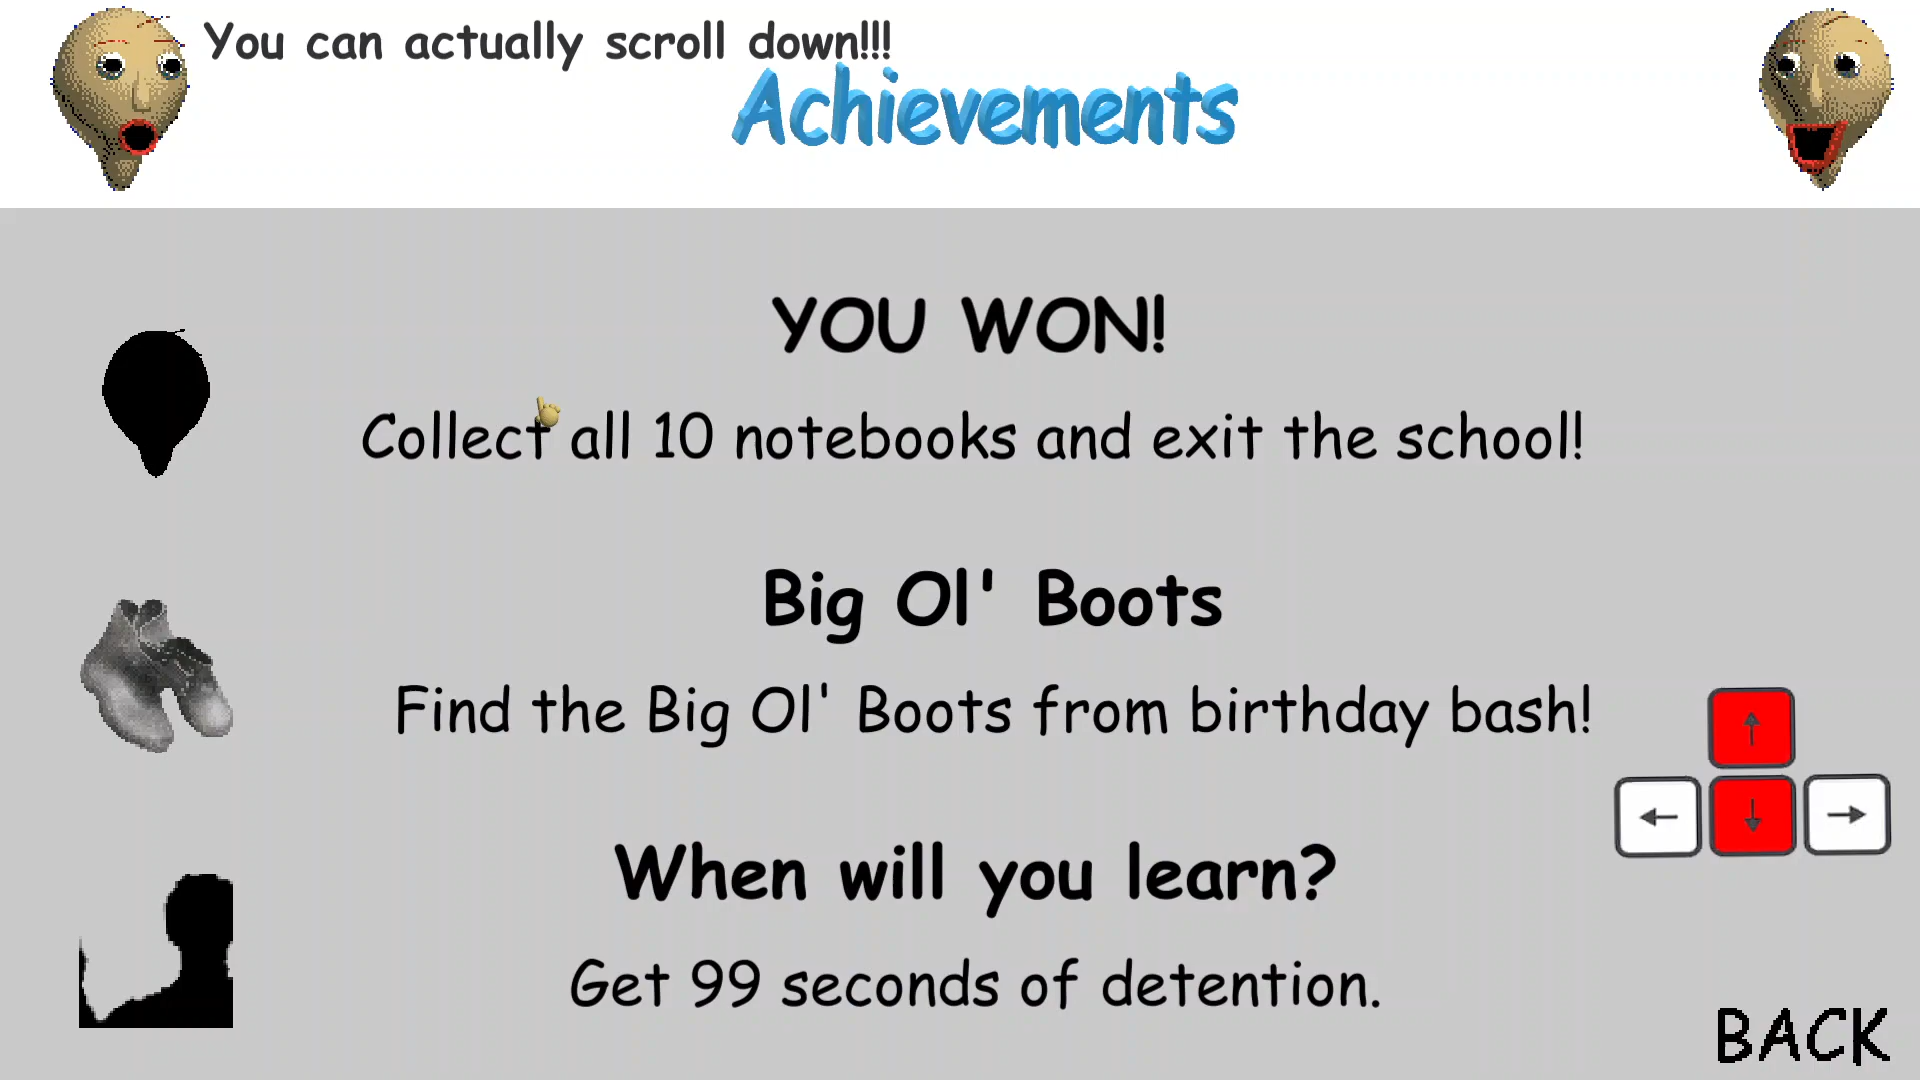 You can actually scroll down!!!
Achievements
YOU WON!
Collect all 10 notebooks and exit the school!
Big Ol' Boots
Find the Big Ol' Boots from birthday bash!
When will you learn?
Get 99 seconds of detention.
BACK